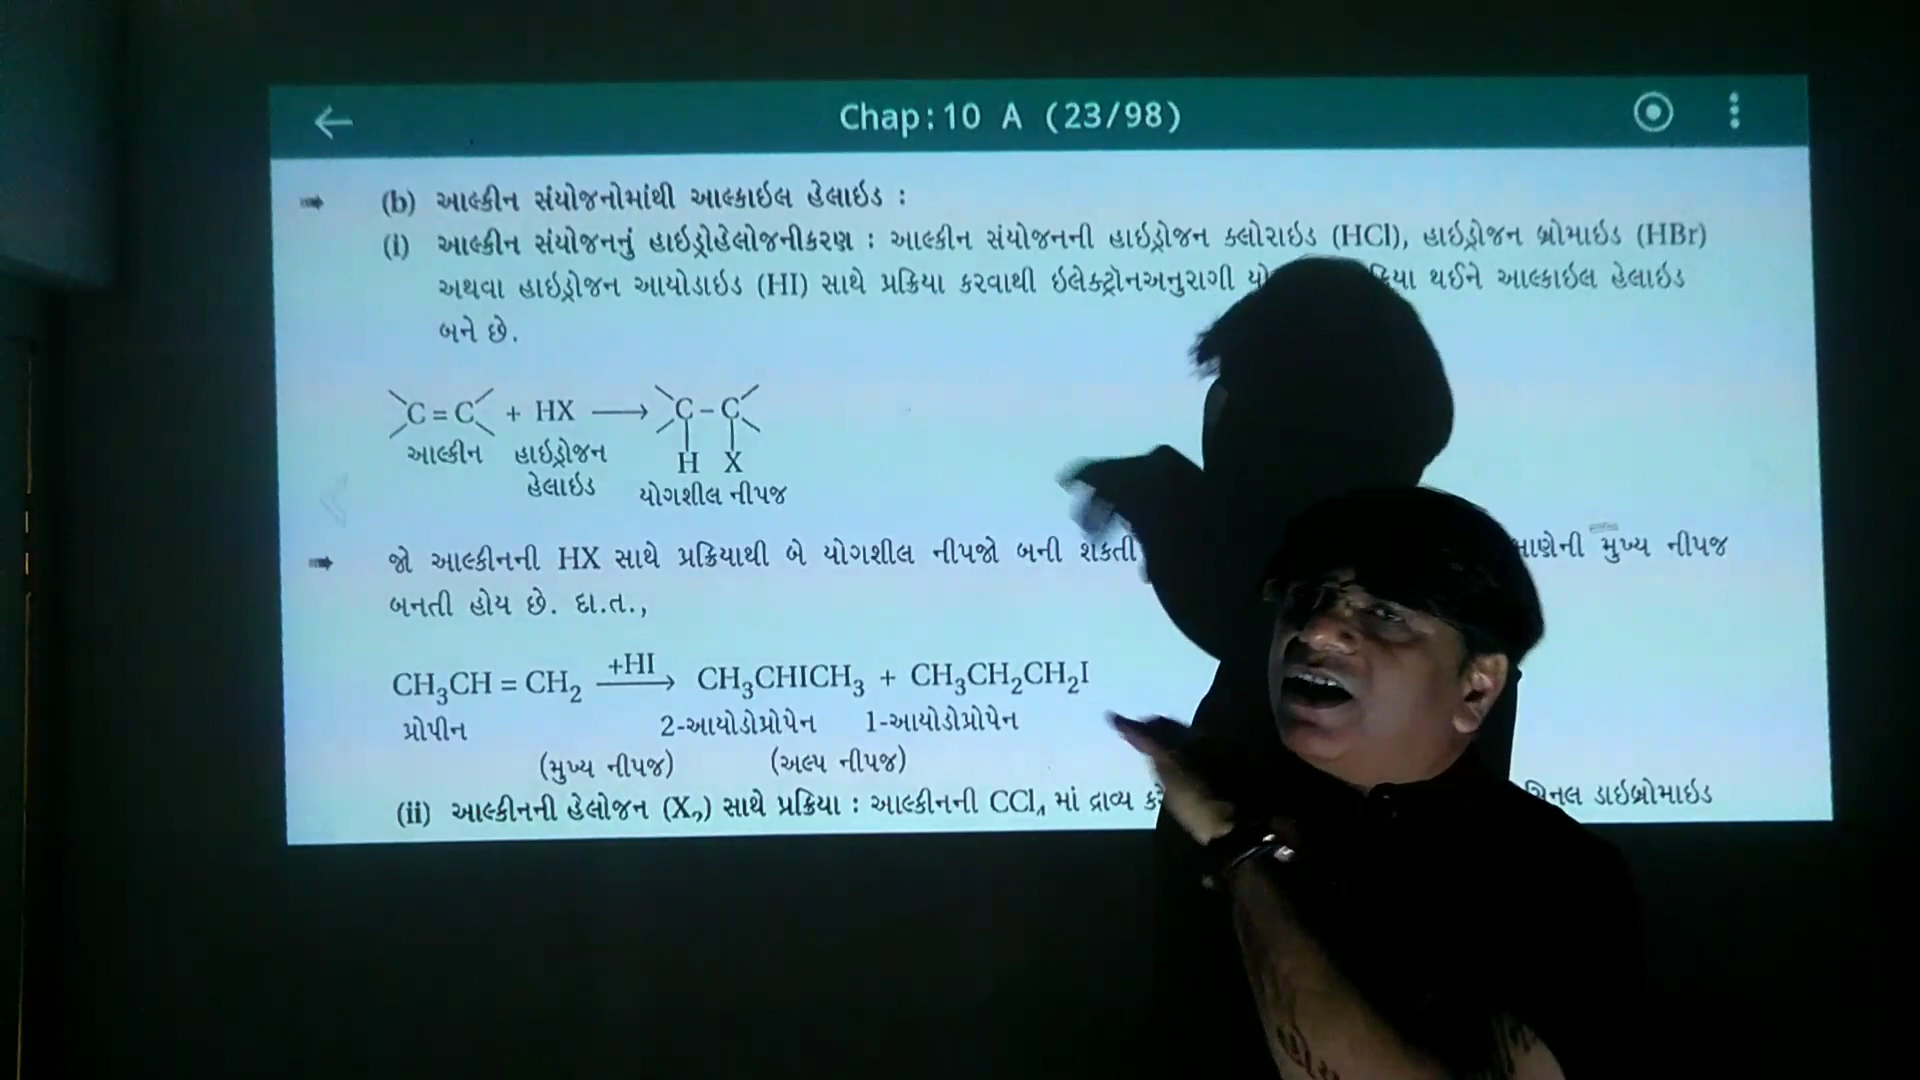 Chap:10 A (23/98)
(b) આલ્કીન સંયોજનોમાંથી આલ્કાઇલ હેલાઇડ :
(i) આલ્કીન સંયોજનનું હાઇડ્રોહેલોજનીકરણ : આલ્કીન સંયોજનની હાઇડ્રોજન ક્લોરાઇડ (HCl), હાઇડ્રોજન બ્રોમાઇડ (HBr)
અથવા હાઇડ્રોજન આયોડાઇડ (HI) સાથે પ્રક્રિયા કરવાથી ઇલેક્ટ્રૉનઅનુરાગી થઈને આલ્કાઇલ હેલાઇડ
બને છે.
C = C + HX ⟶ C – C
આલ્કીન હાઇડ્રોજન H X
હેલાઇડ યોગશીલ નીપજ
જો આલ્કીનની HX સાથે પ્રક્રિયાથી બે યોગશીલ નીપજો બની શકતી મુખ્ય નીપજ
બનતી હોય છે. દા.ત.,
CH₃CH = CH₂ +HI ⟶ CH₃CHICH₃ + CH₃CH₂CH₂I
પ્રોપીન 2-આયોડોપ્રોપેન 1-આયોડોપ્રોપેન
(મુખ્ય નીપજ) (અલ્પ નીપજ)
(ii) આલ્કીનની હેલોજન (X₂) સાથે પ્રક્રિયા : આલ્કીનની CCl₄ માં દ્રાવ્ય ડાઇબ્રોમાઇડ